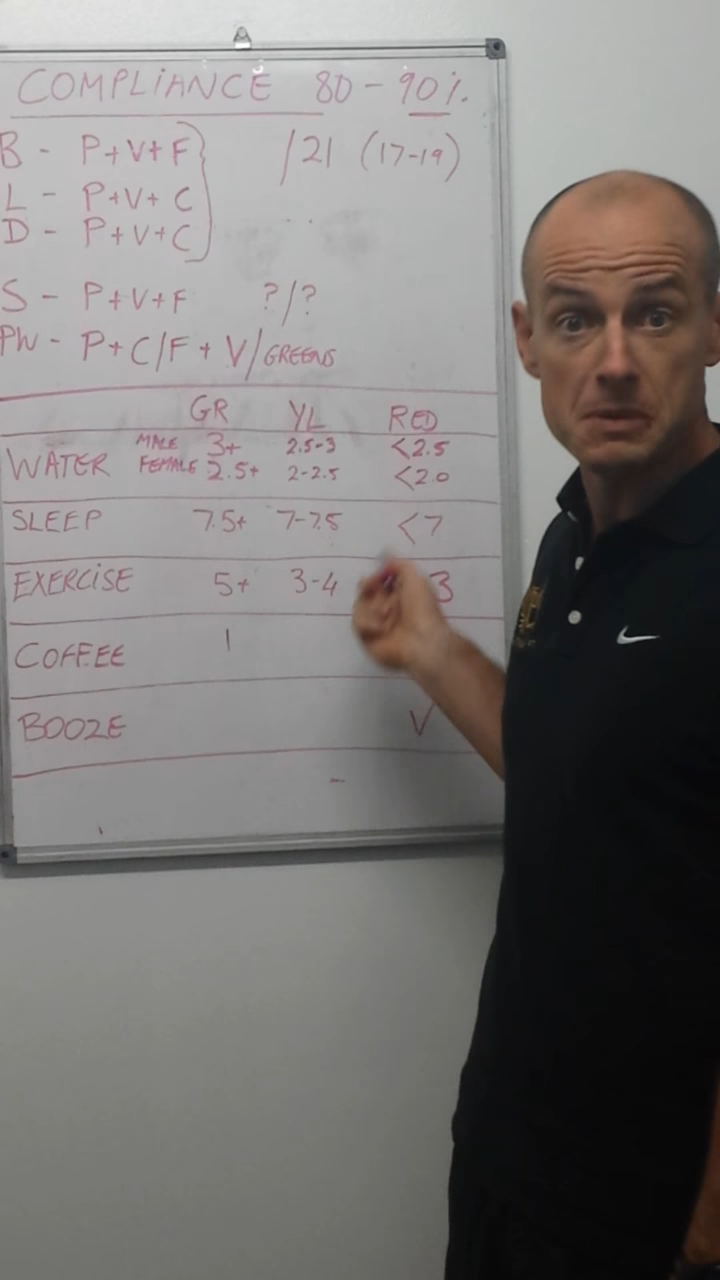 COMPLIANCE 80 - 90%.
B - P+V+F } /21 (17-19)
L - P+V+C
D - P+V+C
S - P+V+F ?/?
PW - P+C/F + V/GREENS
GR YL RED
WATER MALE 3+ 2.5-3 <2.5
FEMALE 2.5+ 2-2.5 <2.0
SLEEP 7.5+ 7-7.5 <7
EXERCISE 5+ 3-4 3
COFFEE 1
BOOZE V